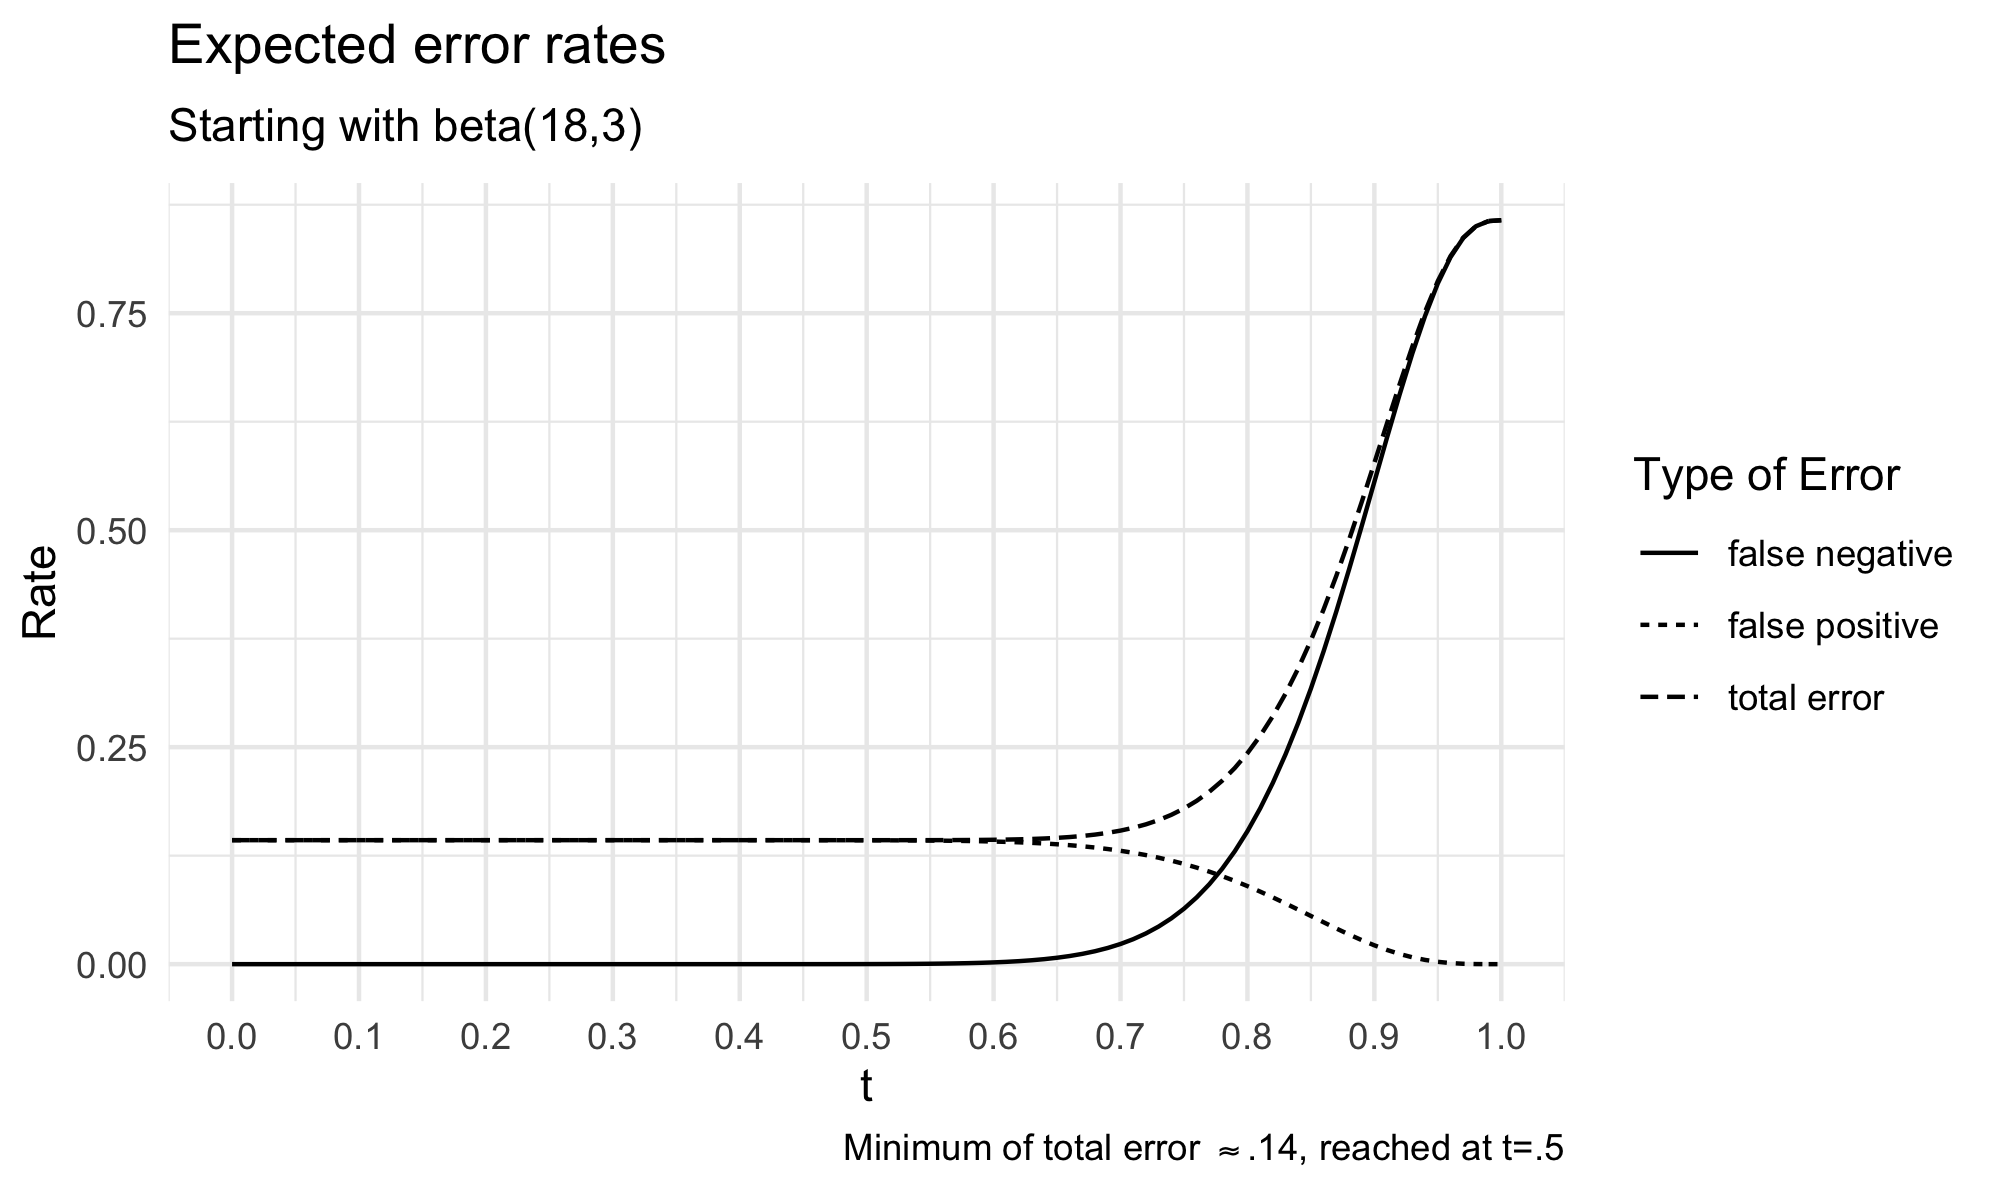 Expected error rates
Starting with beta(18,3)
Rate
0.75
0.50
0.25
0.00
0.0 0.1 0.2 0.3 0.4 0.5 0.6 0.7 0.8 0.9 1.0
t
Type of Error
false negative
false positive
total error
Minimum of total error ≈.14, reached at t=.5